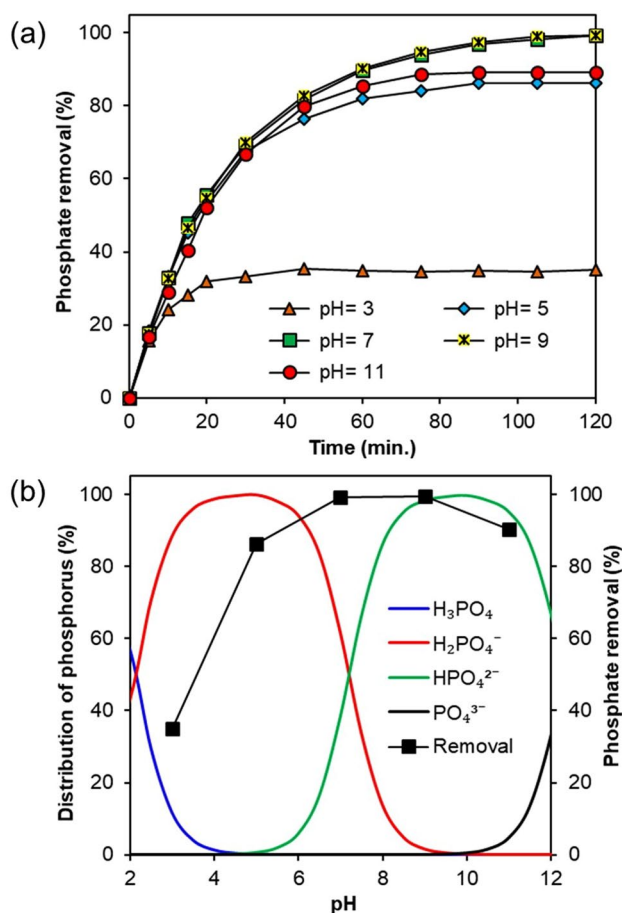 (a)
Phosphate removal (%)
100
80
60
40
20
0
pH= 3
pH= 5
pH= 7
pH= 9
pH= 11
0
20
40
60
80
100
120
Time (min.)
(b)
Distribution of phosphorus (%)
100
80
60
40
20
0
H₃PO₄
H₂PO₄⁻
HPO₄²⁻
PO₄³⁻
Removal
100
80
60
40
20
0
Phosphate removal (%)
2
4
6
8
10
12
pH